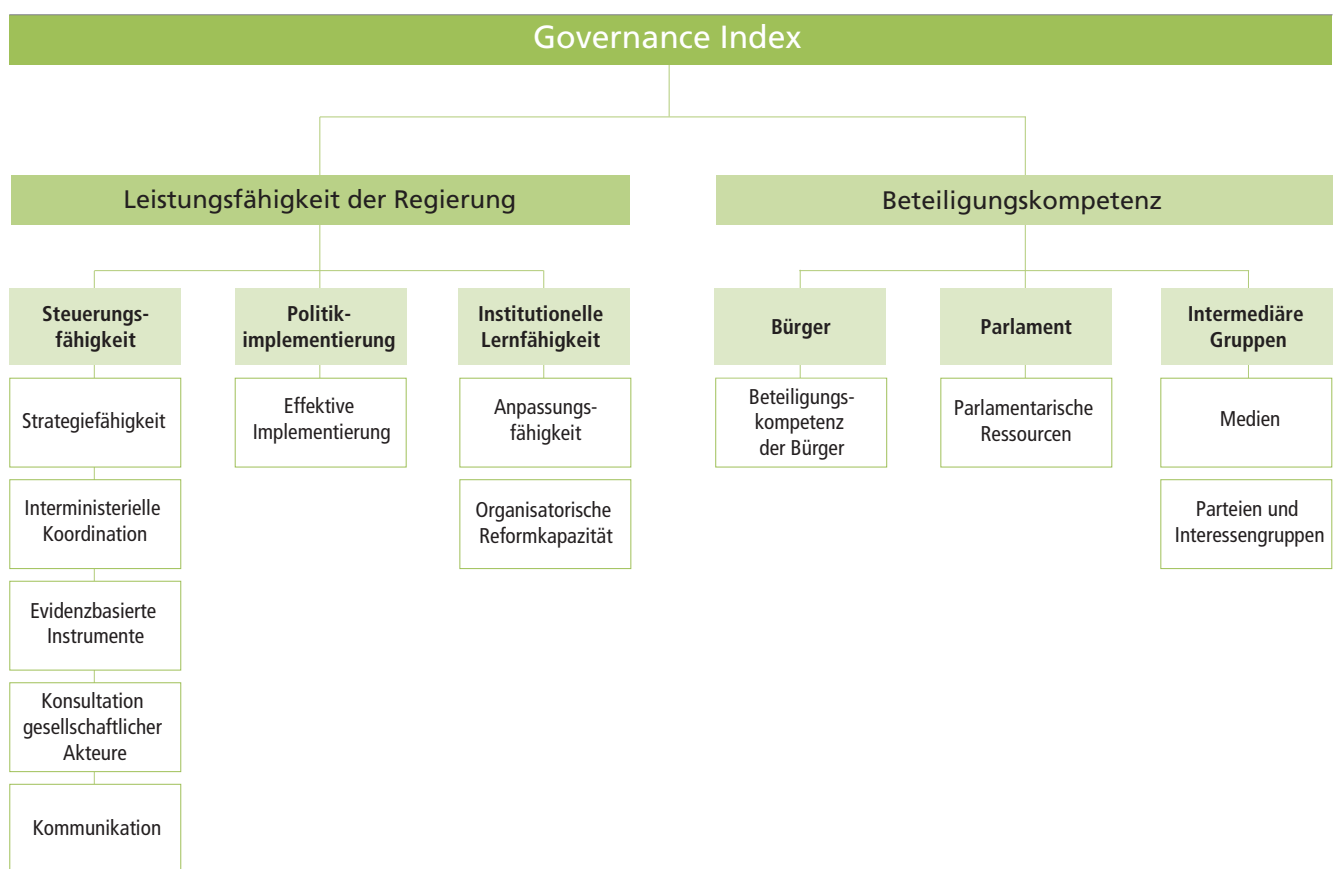 Governance Index
Leistungsfähigkeit der Regierung
Beteiligungskompetenz
Steuerungs-
fähigkeit
Politik-
implementierung
Institutionelle
Lernfähigkeit
Bürger
Parlament
Intermediäre
Gruppen
Strategiefähigkeit
Effektive
Implementierung
Anpassungs-
fähigkeit
Beteiligungs-
kompetenz
der Bürger
Parlamentarische
Ressourcen
Medien
Interministerielle
Koordination
Organisatorische
Reformkapazität
Parteien und
Interessengruppen
Evidenzbasierte
Instrumente
Konsultation
gesellschaftlicher
Akteure
Kommunikation